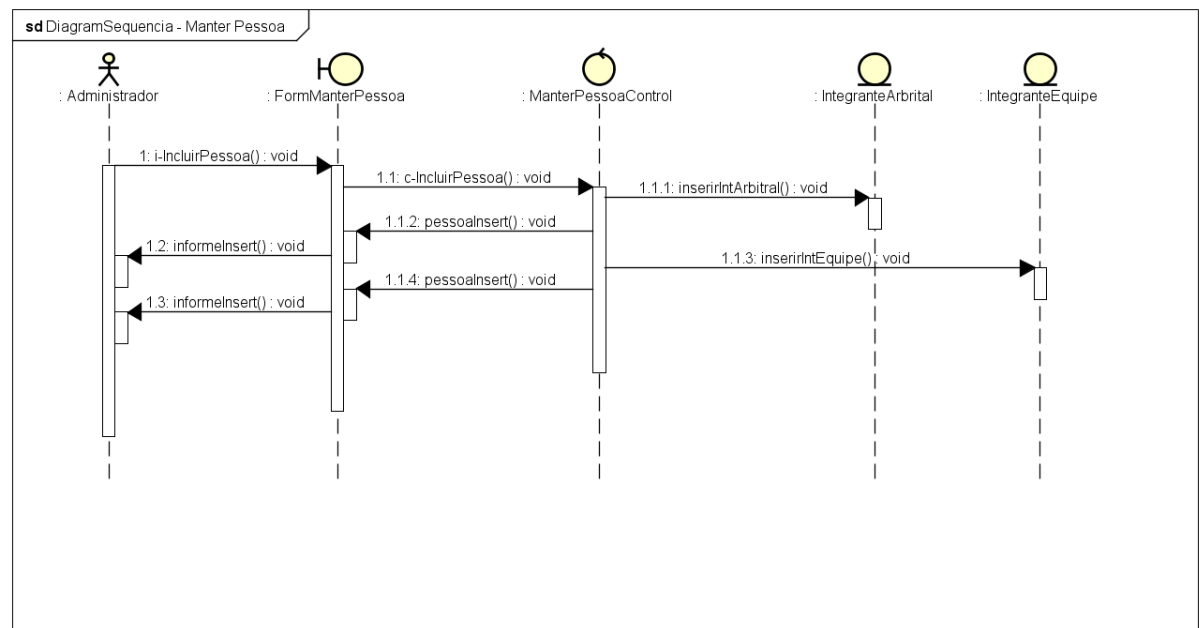 sd DiagramSequencia - Manter Pessoa
: Administrador
: FormManterPessoa
: ManterPessoaControl
: IntegranteArbrital
: IntegranteEquipe
1: i-IncluirPessoa() : void
1.1: c-IncluirPessoa() : void
1.1.1: inserirIntArbitral() : void
1.1.2: pessoaInsert() : void
1.2: informeInsert() : void
1.1.3: inserirIntEquipe() : void
1.1.4: pessoaInsert() : void
1.3: informeInsert() : void